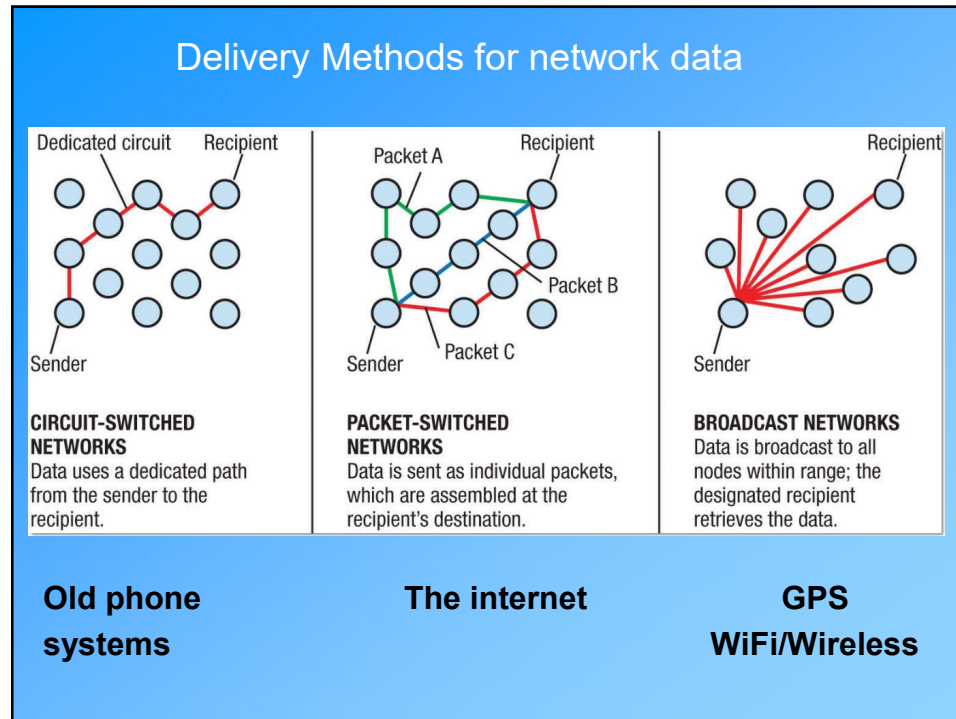 Delivery Methods for network data
Dedicated circuit
Recipient
Sender
CIRCUIT-SWITCHED
NETWORKS
Data uses a dedicated path
from the sender to the
recipient.
Packet A
Recipient
Packet B
Packet C
Sender
PACKET-SWITCHED
NETWORKS
Data is sent as individual packets,
which are assembled at the
recipient's destination.
Recipient
Sender
BROADCAST NETWORKS
Data is broadcast to all
nodes within range; the
designated recipient
retrieves the data.
Old phone
systems
The internet
GPS
WiFi/Wireless